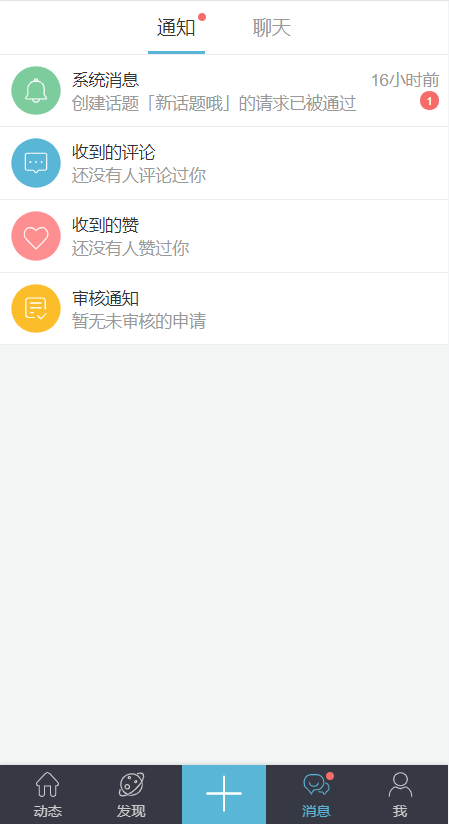 通知 聊天
系统消息 16小时前
创建话题「新话题哦」的请求已被通过 1
收到的评论
还没有人评论过你
收到的赞
还没有人赞过你
审核通知
暂无未审核的申请
动态 发现 消息 我